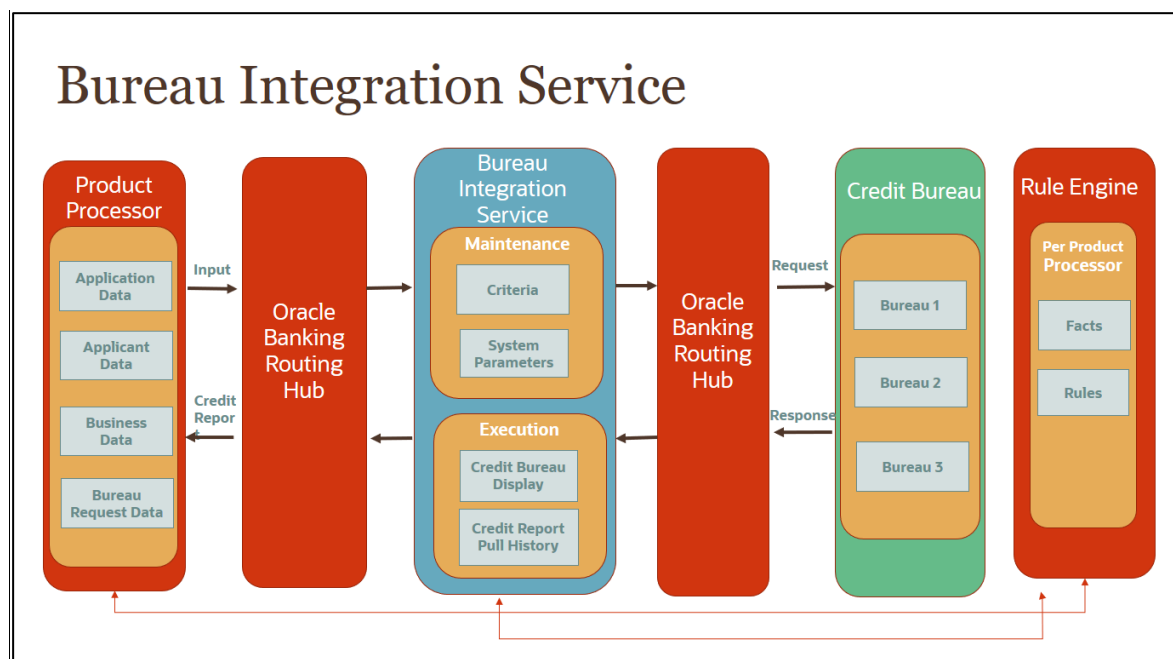 Bureau Integration Service
Product
Processor
Application
Data
Applicant
Data
Business
Data
Bureau
Request Data
Input
Credit
Repor
t
Oracle
Banking
Routing
Hub
Bureau
Integration
Service
Maintenance
Criteria
System
Parameters
Execution
Credit Bureau
Display
Credit Report
Pull History
Oracle
Banking
Routing
Hub
Request
Response
Credit Bureau
Bureau 1
Bureau 2
Bureau 3
Rule Engine
Per Product
Processor
Facts
Rules